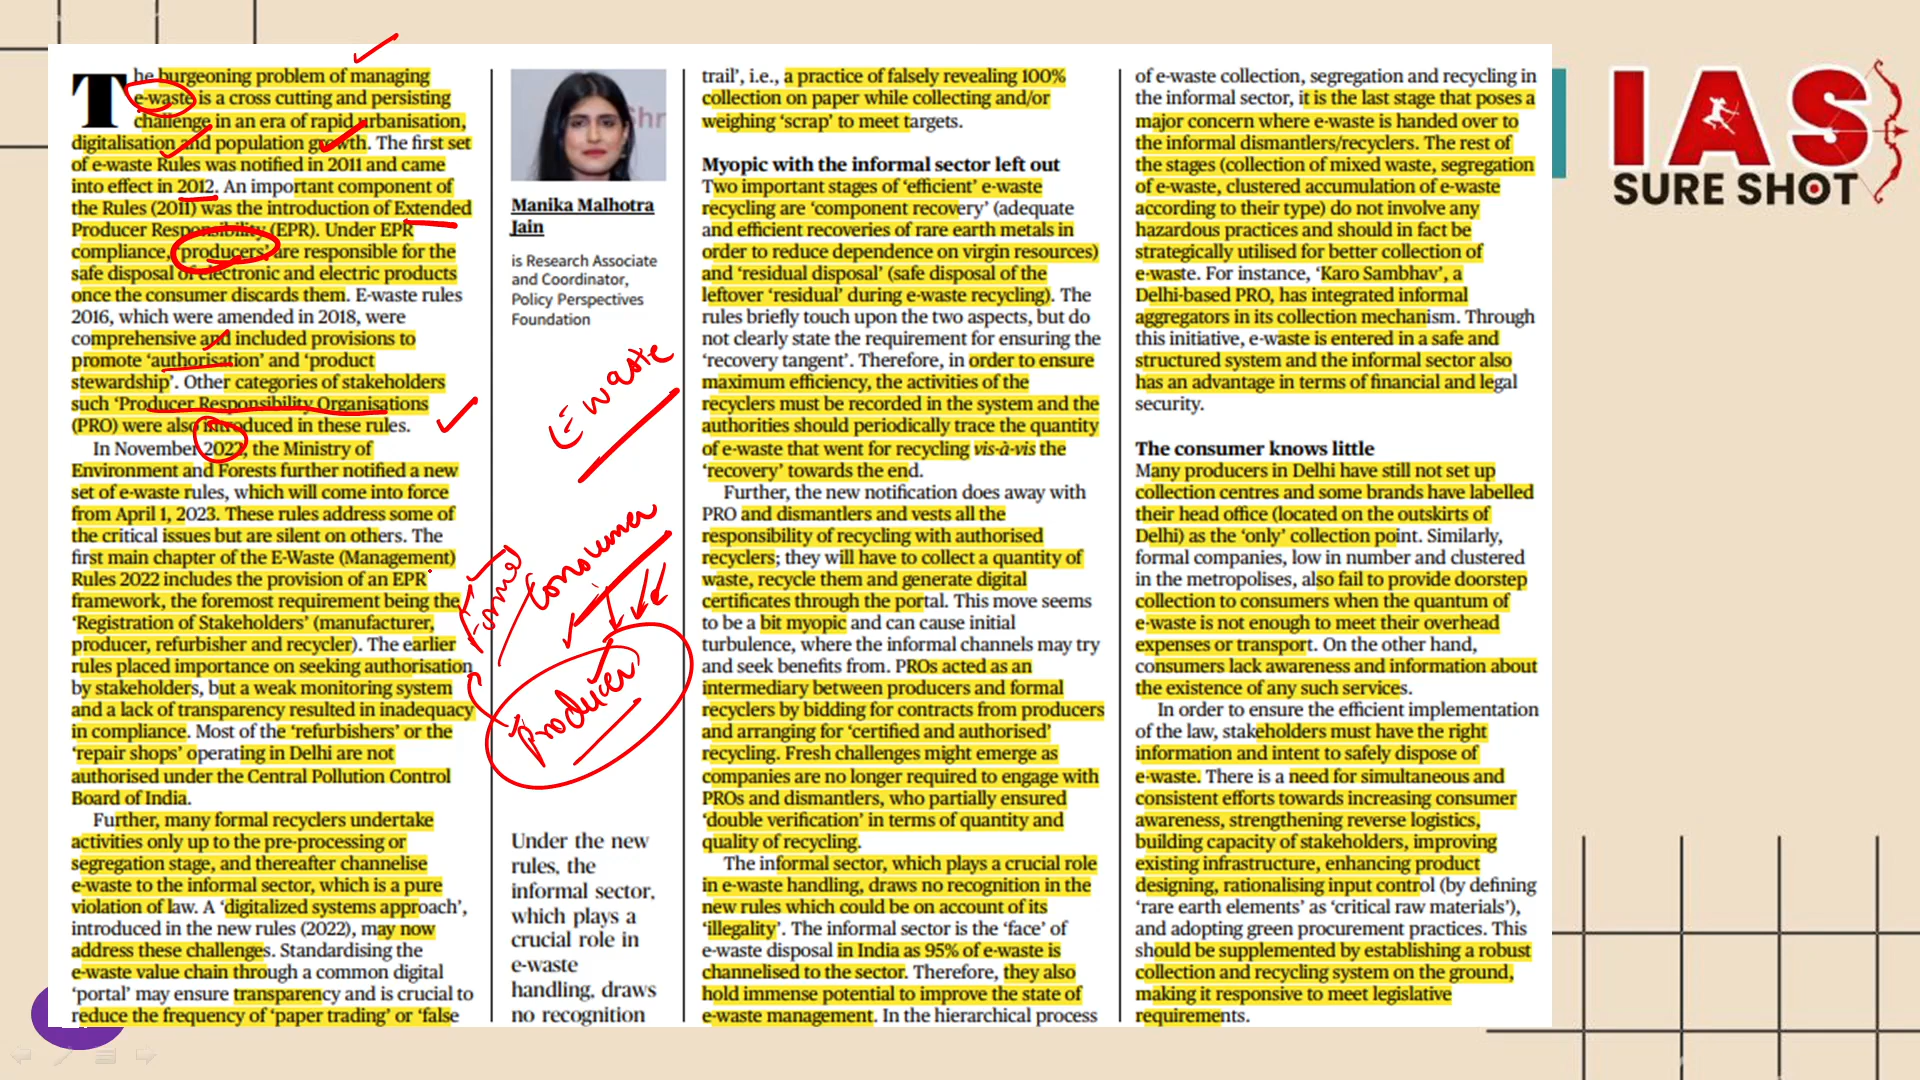 The burgeoning problem of managing
e-waste is a cross cutting and persisting
challenge in an era of rapid urbanisation,
digitalisation and population growth. The first set
of e-waste Rules was notified in 2011 and came
into effect in 2012. An important component of
the Rules (2011) was the introduction of Extended
Producer Responsibility (EPR). Under EPR
compliance, 'producers' are responsible for the
safe disposal of electronic and electric products
once the consumer discards them. E-waste rules
2016, which were amended in 2018, were
comprehensive and included provisions to
promote 'authorisation' and 'product
stewardship'. Other categories of stakeholders
such 'Producer Responsibility Organisations
(PRO) were also introduced in these rules.
In November 2022, the Ministry of
Environment and Forests further notified a new
set of e-waste rules, which will come into force
from April 1, 2023. These rules address some of
the critical issues but are silent on others. The
first main chapter of the E-Waste (Management)
Rules 2022 includes the provision of an EPR
framework, the foremost requirement being the
'Registration of Stakeholders' (manufacturer,
producer, refurbisher and recycler). The earlier
rules placed importance on seeking authorisation
by stakeholders, but a weak monitoring system
and a lack of transparency resulted in inadequacy
in compliance. Most of the 'refurbishers' or the
'repair shops' operating in Delhi are not
authorised under the Central Pollution Control
Board of India.
Further, many formal recyclers undertake
activities only up to the pre-processing or
segregation stage, and thereafter channelise
e-waste to the informal sector, which is a pure
violation of law. A 'digitalized systems approach',
introduced in the new rules (2022), may now
address these challenges. Standardising the
e-waste value chain through a common digital
'portal' may ensure transparency and is crucial to
reduce the frequency of 'paper trading' or 'false
Manika Malhotra
Jain
is Research Associate
and Coordinator,
Policy Perspectives
Foundation
E-waste
Consumer
Formel
Producer
Under the new
rules, the
informal sector,
which plays a
crucial role in
e-waste
handling, draws
no recognition
trail', i.e., a practice of falsely revealing 100%
collection on paper while collecting and/or
weighing 'scrap' to meet targets.
Myopic with the informal sector left out
Two important stages of 'efficient' e-waste
recycling are 'component recovery' (adequate
and efficient recoveries of rare earth metals in
order to reduce dependence on virgin resources)
and 'residual disposal' (safe disposal of the
leftover 'residual' during e-waste recycling). The
rules briefly touch upon the two aspects, but do
not clearly state the requirement for ensuring the
'recovery tangent'. Therefore, in order to ensure
maximum efficiency, the activities of the
recyclers must be recorded in the system and the
authorities should periodically trace the quantity
of e-waste that went for recycling vis-à-vis the
'recovery' towards the end.
Further, the new notification does away with
PRO and dismantlers and vests all the
responsibility of recycling with authorised
recyclers; they will have to collect a quantity of
waste, recycle them and generate digital
certificates through the portal. This move seems
to be a bit myopic and can cause initial
turbulence, where the informal channels may try
and seek benefits from. PROs acted as an
intermediary between producers and formal
recyclers by bidding for contracts from producers
and arranging for 'certified and authorised'
recycling. Fresh challenges might emerge as
companies are no longer required to engage with
PROs and dismantlers, who partially ensured
'double verification' in terms of quantity and
quality of recycling.
The informal sector, which plays a crucial role
in e-waste handling, draws no recognition in the
new rules which could be on account of its
'illegality'. The informal sector is the 'face' of
e-waste disposal in India as 95% of e-waste is
channelised to the sector. Therefore, they also
hold immense potential to improve the state of
e-waste management. In the hierarchical process
of e-waste collection, segregation and recycling in
the informal sector, it is the last stage that poses a
major concern where e-waste is handed over to
the informal dismantlers/recyclers. The rest of
the stages (collection of mixed waste, segregation
of e-waste, clustered accumulation of e-waste
according to their type) do not involve any
hazardous practices and should in fact be
strategically utilised for better collection of
e-waste. For instance, 'Karo Sambhav', a
Delhi-based PRO, has integrated informal
aggregators in its collection mechanism. Through
this initiative, e-waste is entered in a safe and
structured system and the informal sector also
has an advantage in terms of financial and legal
security.
The consumer knows little
Many producers in Delhi have still not set up
collection centres and some brands have labelled
their head office (located on the outskirts of
Delhi) as the 'only' collection point. Similarly,
formal companies, low in number and clustered
in the metropolises, also fail to provide doorstep
collection to consumers when the quantum of
e-waste is not enough to meet their overhead
expenses or transport. On the other hand,
consumers lack awareness and information about
the existence of any such services.
In order to ensure the efficient implementation
of the law, stakeholders must have the right
information and intent to safely dispose of
e-waste. There is a need for simultaneous and
consistent efforts towards increasing consumer
awareness, strengthening reverse logistics,
building capacity of stakeholders, improving
existing infrastructure, enhancing product
designing, rationalising input control (by defining
'rare earth elements' as 'critical raw materials'),
and adopting green procurement practices. This
should be supplemented by establishing a robust
collection and recycling system on the ground,
making it responsive to meet legislative
requirements.
IAS
SURE SHOT